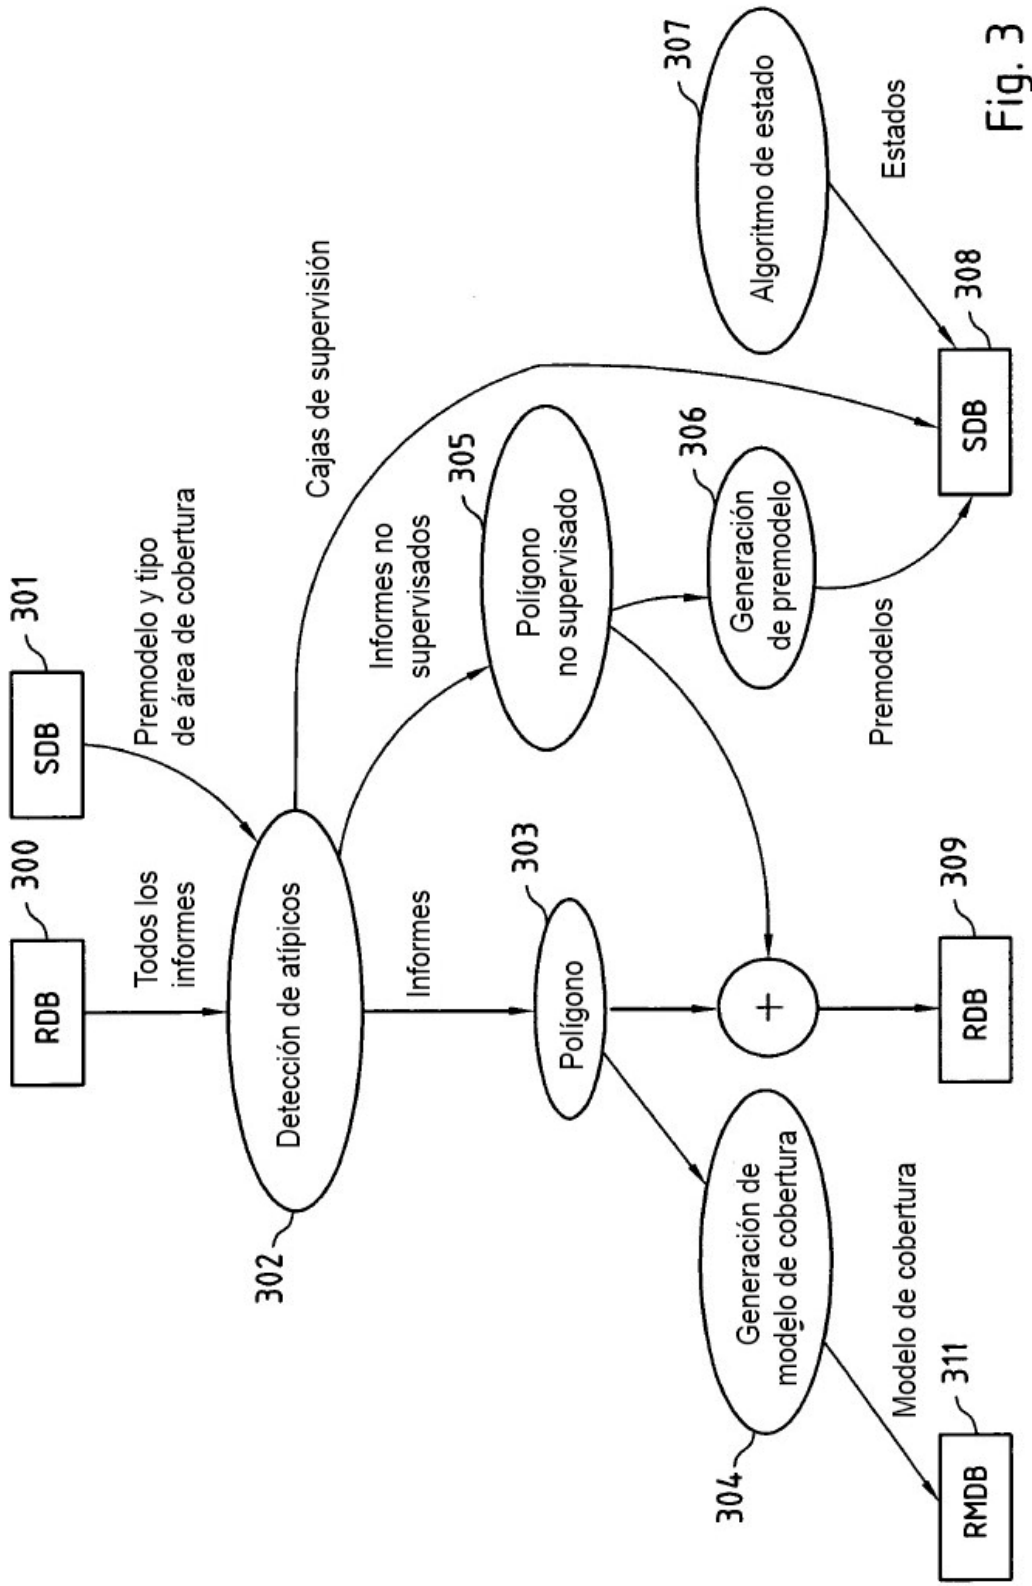 RDB
300
SDB
301
Todos los
informes
Premodelo y tipo
de área de cobertura
Detección de atípicos
302
Cajas de supervisión
Informes
Informes no
supervisados
Polígono
303
Polígono
no supervisado
305
Generación de
modelo de cobertura
304
+
Generación
de premodelo
306
Algoritmo de estado
307
Modelo de cobertura
Premodelos
Estados
RMDB
311
RDB
309
SDB
308
Fig. 3